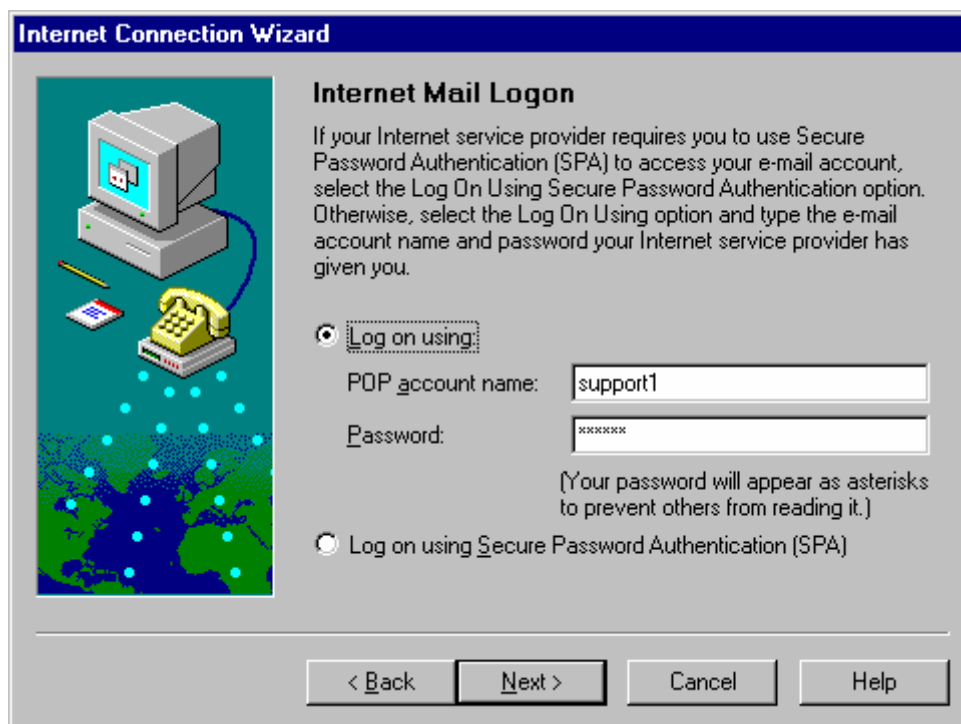 Internet Connection Wizard
Internet Mail Logon
If your Internet service provider requires you to use Secure
Password Authentication (SPA) to access your e-mail account,
select the Log On Using Secure Password Authentication option.
Otherwise, select the Log On Using option and type the e-mail
account name and password your Internet service provider has
given you.
Log on using:
POP account name: support1
Password: ******
(Your password will appear as asterisks
to prevent others from reading it.)
Log on using Secure Password Authentication (SPA)
< Back Next > Cancel Help